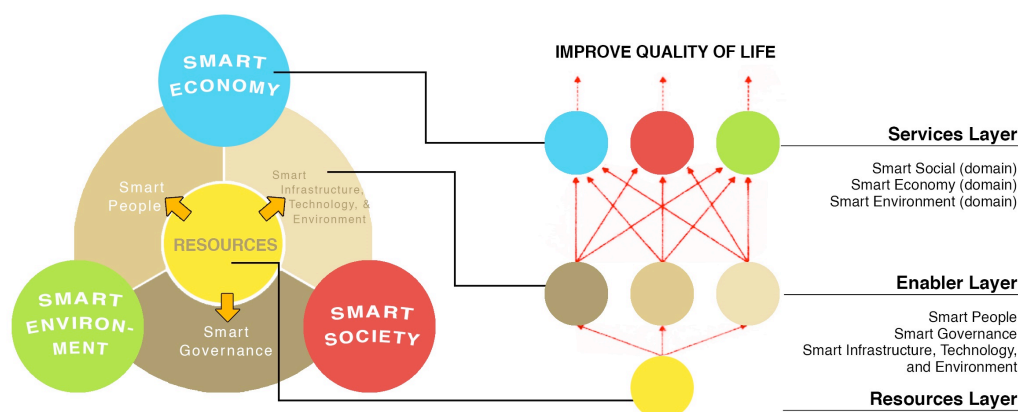 SMART
ECONOMY
Smart
People
Smart
Infrastructure,
Technology, &
Environment
RESOURCES
SMART
ENVIRON-
MENT
Smart
Governance
SMART
SOCIETY
IMPROVE QUALITY OF LIFE
Services Layer
Smart Social (domain)
Smart Economy (domain)
Smart Environment (domain)
Enabler Layer
Smart People
Smart Governance
Smart Infrastructure, Technology,
and Environment
Resources Layer